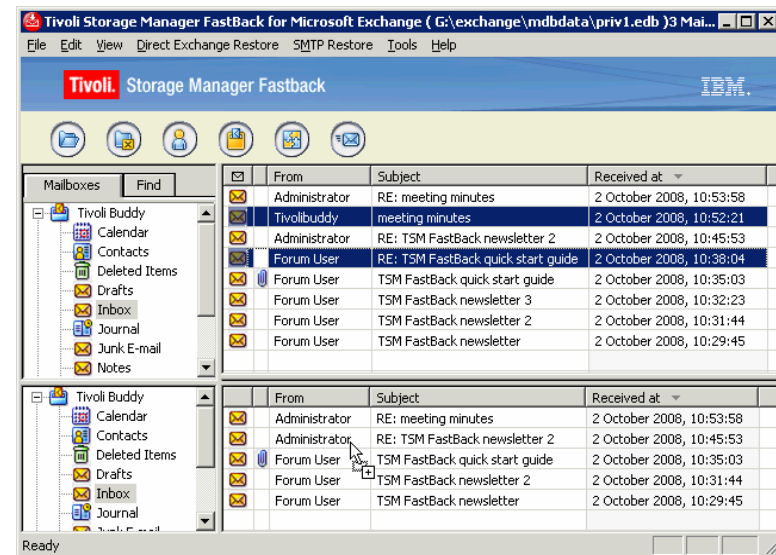 Tivoli Storage Manager FastBack for Microsoft Exchange ( G:\exchange\mdbdata\priv1.edb )3 Mai...
File Edit View Direct Exchange Restore SMTP Restore Tools Help
Tivoli. Storage Manager Fastback IBM.
Mailboxes Find
From Subject Received at
Administrator RE: meeting minutes 2 October 2008, 10:53:58
Tivolibuddy meeting minutes 2 October 2008, 10:52:21
Administrator RE: TSM FastBack newsletter 2 2 October 2008, 10:45:53
Forum User RE: TSM FastBack quick start guide 2 October 2008, 10:38:04
Forum User TSM FastBack quick start guide 2 October 2008, 10:35:03
Forum User TSM FastBack newsletter 3 2 October 2008, 10:32:23
Forum User TSM FastBack newsletter 2 2 October 2008, 10:31:44
Forum User TSM FastBack newsletter 2 October 2008, 10:29:45
Tivoli Buddy
Calendar
Contacts
Deleted Items
Drafts
Inbox
Journal
Junk E-mail
Notes
From Subject Received at
Administrator RE: meeting minutes 2 October 2008, 10:53:58
Administrator RE: TSM FastBack newsletter 2 2 October 2008, 10:45:53
Forum User TSM FastBack quick start guide 2 October 2008, 10:35:03
Forum User TSM FastBack newsletter 2 2 October 2008, 10:31:44
Forum User TSM FastBack newsletter 2 October 2008, 10:29:45
Tivoli Buddy
Calendar
Contacts
Deleted Items
Drafts
Inbox
Journal
Ready